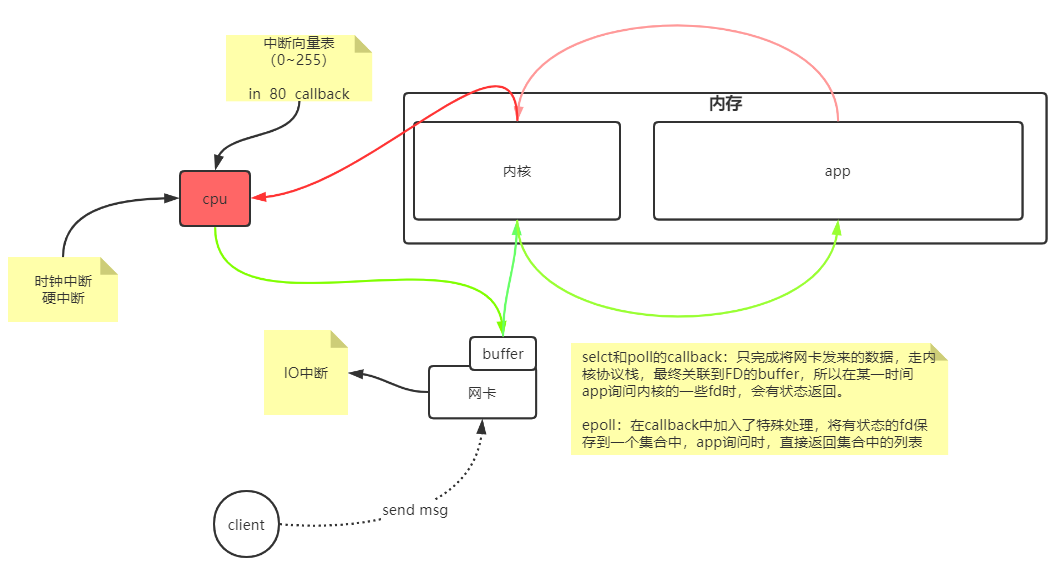 中断向量表
（0~255）
in 80 callback
内存
内核
app
cpu
时钟中断
硬中断
buffer
网卡
IO中断
selct和poll的callback：只完成将网卡发来的数据，走内
核协议栈，最终关联到FD的buffer，所以在某一时间
app询问内核的一些fd时，会有状态返回。
epoll：在callback中加入了特殊处理，将有状态的fd保
存到一个集合中，app询问时，直接返回集合中的列表
send msg
client